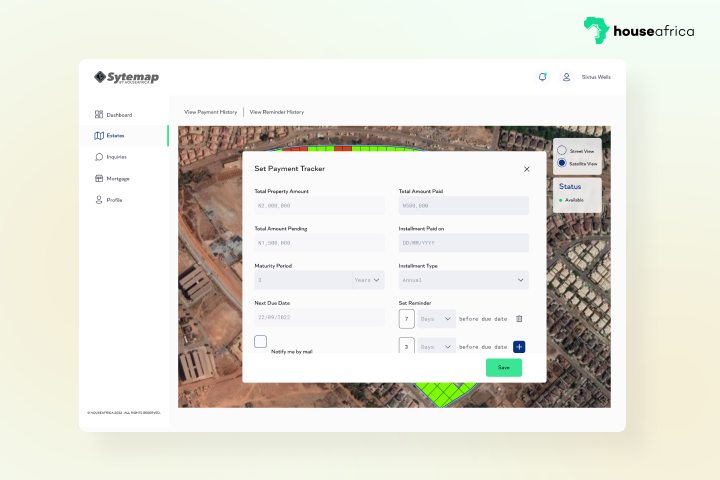 houseafrica
Sytemap
BY HOUSEAFRICA
Sixtus Wells
Dashboard
Estates
Inquiries
Mortgage
Profile
View Payment History
View Reminder History
Street View
Satellite View
Status
Available
Set Payment Tracker
Total Property Amount
Total Amount Paid
N2,000,000
N500,000
Total Amount Pending
Installment Paid on
N1,500,000
DD/MM/YYYY
Maturity Period
Installment Type
Years
Annual
Next Due Date
Set Reminder
22/09/2023
7 Days before due date
3 Days before due date
Notify me by mail
Save
© HOUSEAFRICA 2022. ALL RIGHTS RESERVED.